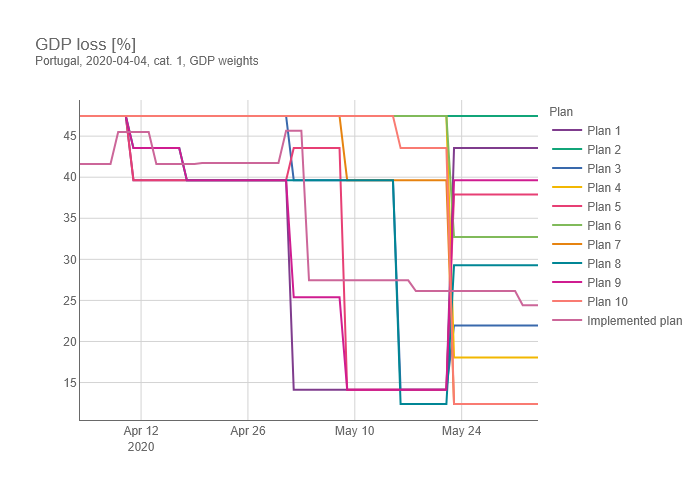 GDP loss [%]
Portugal, 2020-04-04, cat. 1, GDP weights
Plan
Plan 1
Plan 2
Plan 3
Plan 4
Plan 5
Plan 6
Plan 7
Plan 8
Plan 9
Plan 10
Implemented plan
45
40
35
30
25
20
15
Apr 12
2020
Apr 26
May 10
May 24